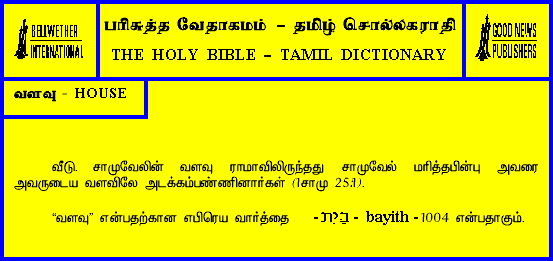 BELLWETHER
INTERNATIONAL
பரிசுத்த வேதாகமம் – தமிழ் சொல்லகராதி
THE HOLY BIBLE – TAMIL DICTIONARY
GOOD NEWS
PUBLISHERS
வளவு - HOUSE
வீடு. சாமுவேலின் வளவு ராமாவிலிருந்தது சாமுவேல் மரித்தபின்பு அவரை
அவருடைய வளவிலே அடக்கம்பண்ணினார்கள் (1சாமு 25:1).
“வளவு” என்பதற்கான எபிரெய வார்த்தை - בַּיִת - bayith - 1004 என்பதாகும்.